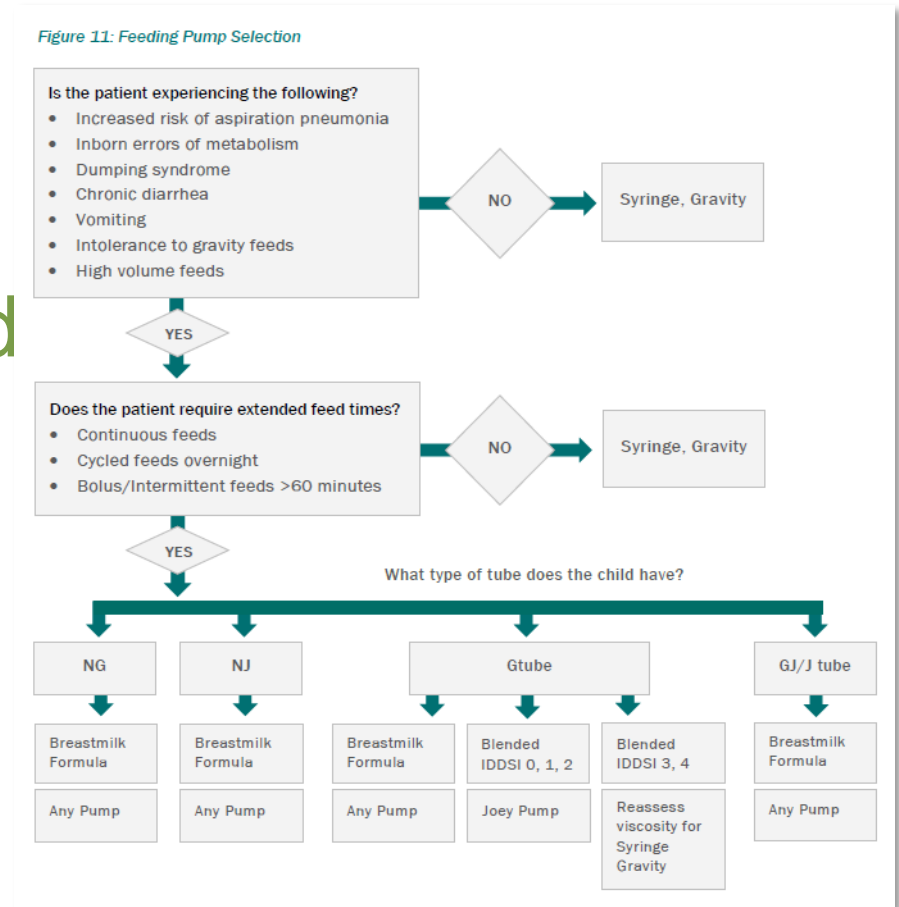 Figure 11: Feeding Pump Selection
Is the patient experiencing the following?
• Increased risk of aspiration pneumonia
• Inborn errors of metabolism
• Dumping syndrome
• Chronic diarrhea
• Vomiting
• Intolerance to gravity feeds
• High volume feeds
NO
Syringe, Gravity
d
YES
Does the patient require extended feed times?
• Continuous feeds
• Cycled feeds overnight
• Bolus/Intermittent feeds >60 minutes
NO
Syringe, Gravity
YES
What type of tube does the child have?
NG
NJ
Gtube
GJ/J tube
Breastmilk
Formula
Breastmilk
Formula
Breastmilk
Formula
Blended
IDDSI 0, 1, 2
Blended
IDDSI 3, 4
Breastmilk
Formula
Any Pump
Any Pump
Any Pump
Joey Pump
Reassess
viscosity for
Syringe
Gravity
Any Pump